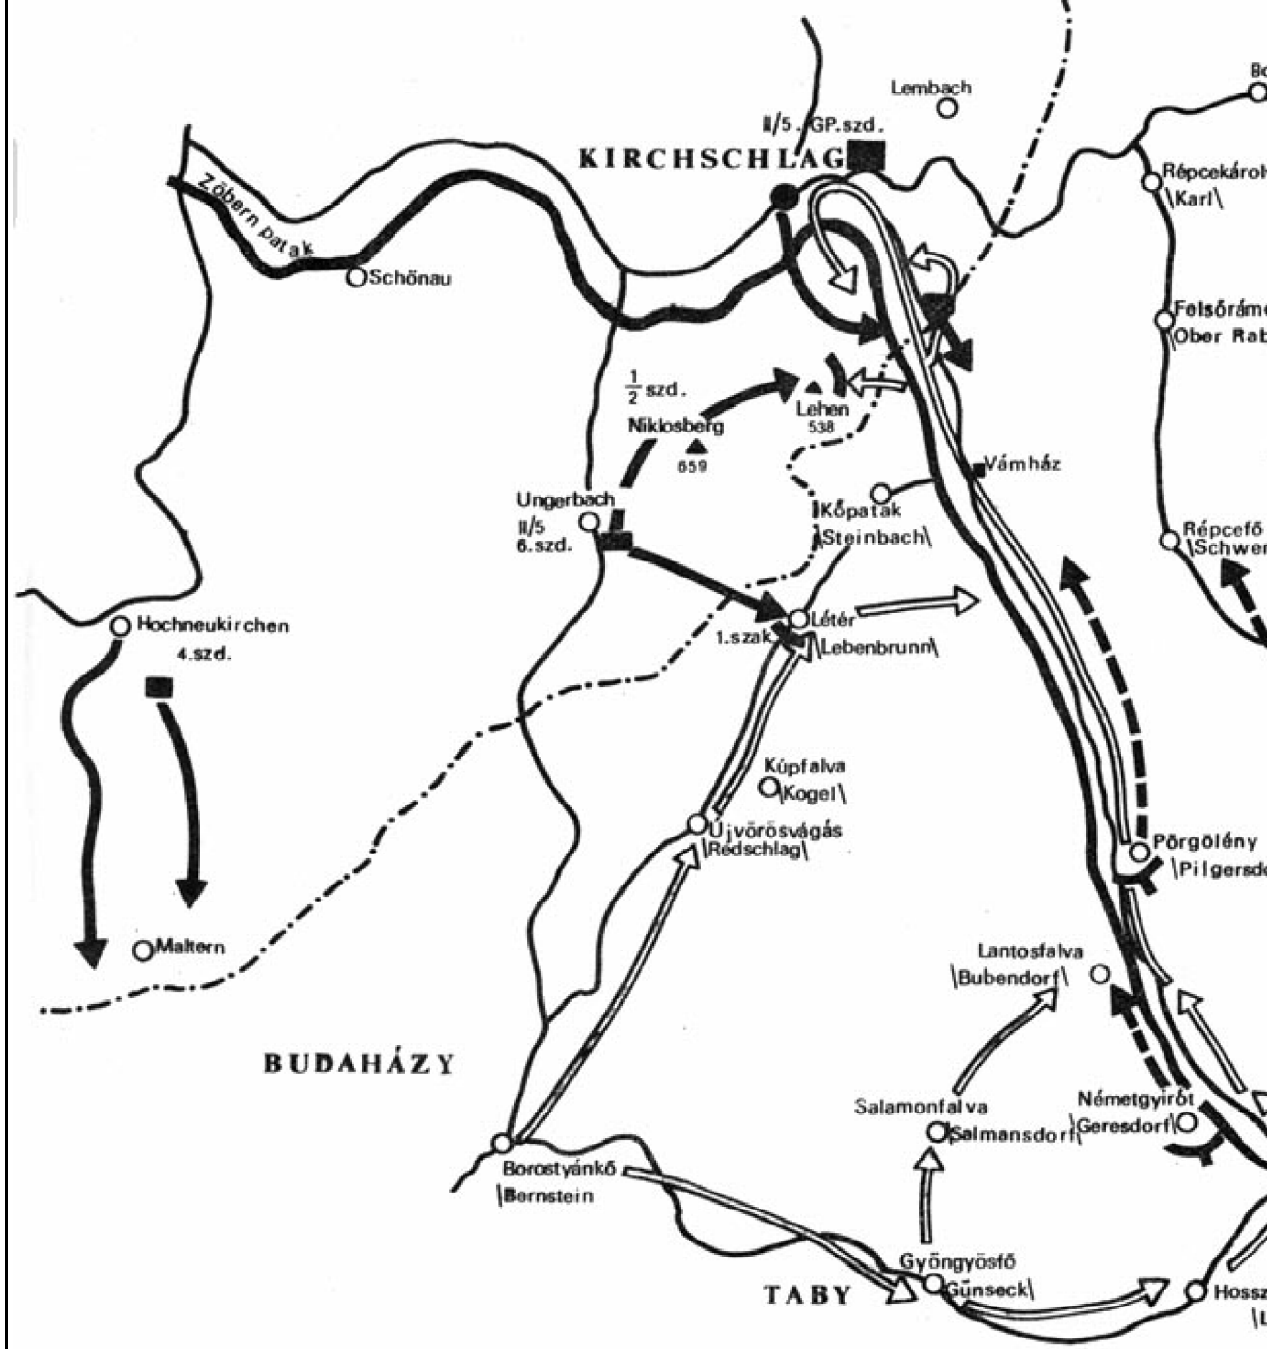 Lembach
Bo
II/5. GP.szd.
KIRCHSCHLAG
Répcekárol
\Karl\
Zöbern patak
Schönau
Felsőráme
\Ober Rab
1/2 szd.
Lehen
538
Niklosberg
659
Vámház
Ungerbach
II/5
6.szd.
Kőpatak
\Steinbach\
Répcefő
\Schwer
Hochneukirchen
4.szd.
Létér
1.szak.
\Lebenbrunn\
Kúpfalva
\Kogel\
Újvörösvágás
\Redschlag\
Pörgölény
\Pilgersdo
Maltern
Lantosfalva
\Bubendorf\
BUDAHÁZY
Salamonfalva
\Salmansdorf\
Németgyirót
\Geresdorf\
Borostyánkő
\Bernstein
Gyöngyösfő
\Günseck\
TABY
Hossz
\L